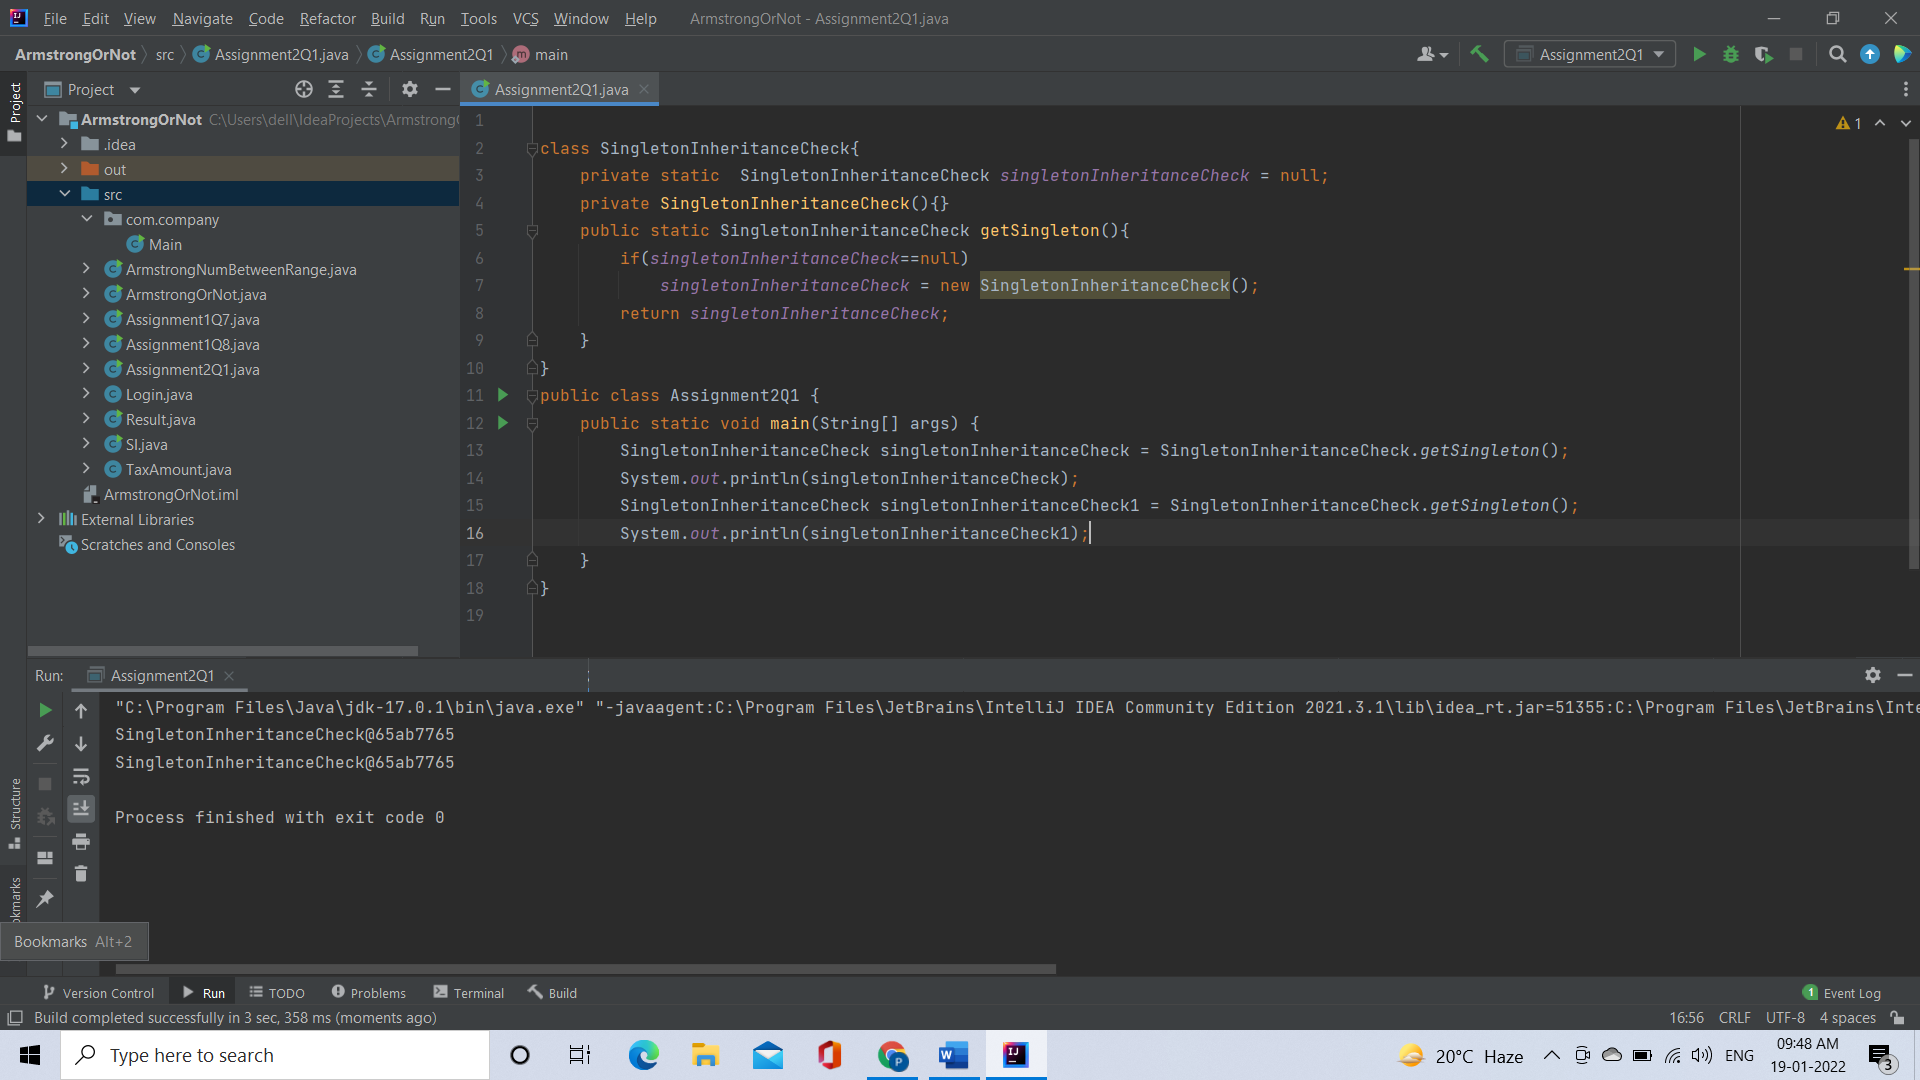 File Edit View Navigate Code Refactor Build Run Tools VCS Window Help ArmstrongOrNot - Assignment2Q1.java
ArmstrongOrNot src Assignment2Q1.java Assignment2Q1 main Assignment2Q1
Project Project Assignment2Q1.java
ArmstrongOrNot C:\Users\dell\IdeaProjects\Armstrong
.idea
out
src
com.company
Main
ArmstrongNumBetweenRange.java
ArmstrongOrNot.java
Assignment1Q7.java
Assignment1Q8.java
Assignment2Q1.java
Login.java
Result.java
SI.java
TaxAmount.java
ArmstrongOrNot.iml
External Libraries
Scratches and Consoles
1
2 class SingletonInheritanceCheck{
3 private static  SingletonInheritanceCheck singletonInheritanceCheck = null;
4 private SingletonInheritanceCheck(){}
5 public static SingletonInheritanceCheck getSingleton(){
6 if(singletonInheritanceCheck==null)
7 singletonInheritanceCheck = new SingletonInheritanceCheck();
8 return singletonInheritanceCheck;
9 }
10 }
11 public class Assignment2Q1 {
12 public static void main(String[] args) {
13 SingletonInheritanceCheck singletonInheritanceCheck = SingletonInheritanceCheck.getSingleton();
14 System.out.println(singletonInheritanceCheck);
15 SingletonInheritanceCheck singletonInheritanceCheck1 = SingletonInheritanceCheck.getSingleton();
16 System.out.println(singletonInheritanceCheck1);
17 }
18 }
19
1
Run: Assignment2Q1
"C:\Program Files\Java\jdk-17.0.1\bin\java.exe" "-javaagent:C:\Program Files\JetBrains\IntelliJ IDEA Community Edition 2021.3.1\lib\idea_rt.jar=51355:C:\Program Files\JetBrains\Inte
SingletonInheritanceCheck@65ab7765
SingletonInheritanceCheck@65ab7765
Process finished with exit code 0
Structure
okmarks
Bookmarks Alt+2
Version Control Run TODO Problems Terminal Build 1 Event Log
Build completed successfully in 3 sec, 358 ms (moments ago) 16:56 CRLF UTF-8 4 spaces
Type here to search 20°C Haze ENG 09:48 AM
19-01-2022 3